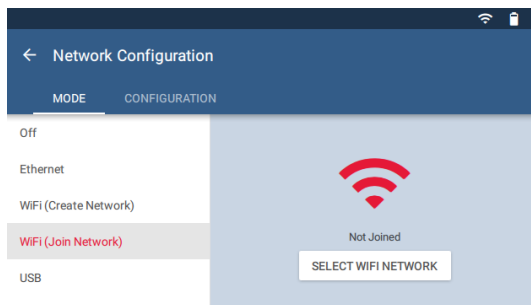 Network Configuration
MODE CONFIGURATION
Off
Ethernet
WiFi (Create Network)
WiFi (Join Network)
USB
Not Joined
SELECT WIFI NETWORK